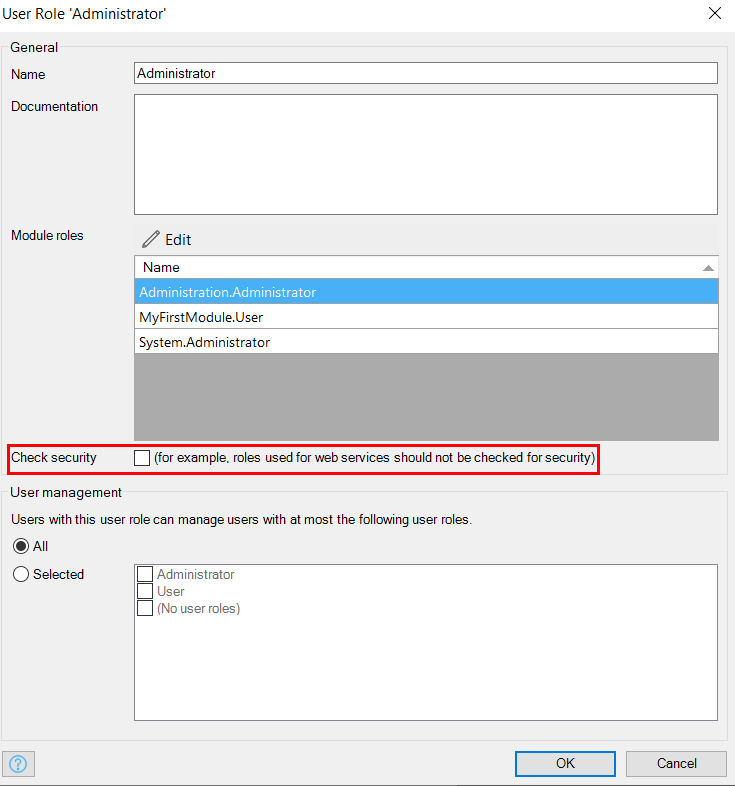 User Role 'Administrator'
General
Name
Administrator
Documentation
Module roles
Edit
Name
Administration.Administrator
MyFirstModule.User
System.Administrator
Check security
(for example, roles used for web services should not be checked for security)
User management
Users with this user role can manage users with at most the following user roles.
All
Selected
Administrator
User
(No user roles)
?
OK
Cancel